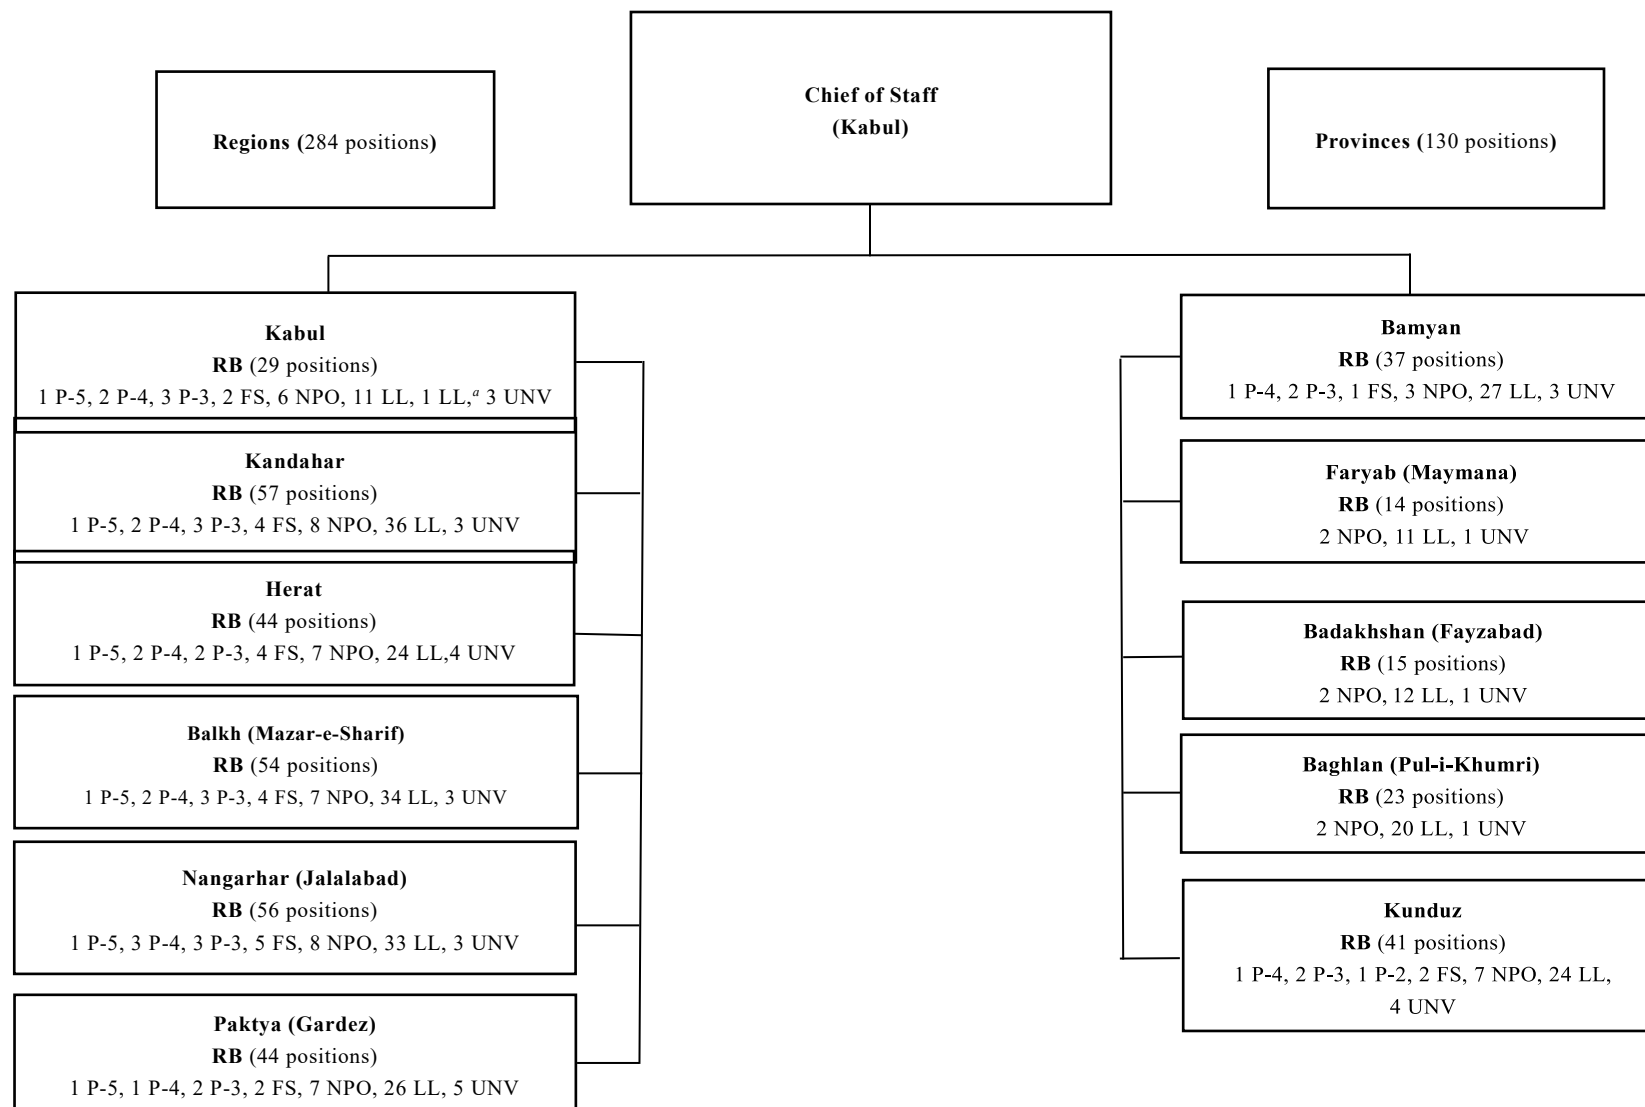 Chief of Staff
(Kabul)
Regions (284 positions)
Provinces (130 positions)
Kabul
RB (29 positions)
1 P-5, 2 P-4, 3 P-3, 2 FS, 6 NPO, 11 LL, 1 LL,a 3 UNV
Kandahar
RB (57 positions)
1 P-5, 2 P-4, 3 P-3, 4 FS, 8 NPO, 36 LL, 3 UNV
Herat
RB (44 positions)
1 P-5, 2 P-4, 2 P-3, 4 FS, 7 NPO, 24 LL,4 UNV
Balkh (Mazar-e-Sharif)
RB (54 positions)
1 P-5, 2 P-4, 3 P-3, 4 FS, 7 NPO, 34 LL, 3 UNV
Nangarhar (Jalalabad)
RB (56 positions)
1 P-5, 3 P-4, 3 P-3, 5 FS, 8 NPO, 33 LL, 3 UNV
Paktya (Gardez)
RB (44 positions)
1 P-5, 1 P-4, 2 P-3, 2 FS, 7 NPO, 26 LL, 5 UNV
Bamyan
RB (37 positions)
1 P-4, 2 P-3, 1 FS, 3 NPO, 27 LL, 3 UNV
Faryab (Maymana)
RB (14 positions)
2 NPO, 11 LL, 1 UNV
Badakhshan (Fayzabad)
RB (15 positions)
2 NPO, 12 LL, 1 UNV
Baghlan (Pul-i-Khumri)
RB (23 positions)
2 NPO, 20 LL, 1 UNV
Kunduz
RB (41 positions)
1 P-4, 2 P-3, 1 P-2, 2 FS, 7 NPO, 24 LL,
4 UNV